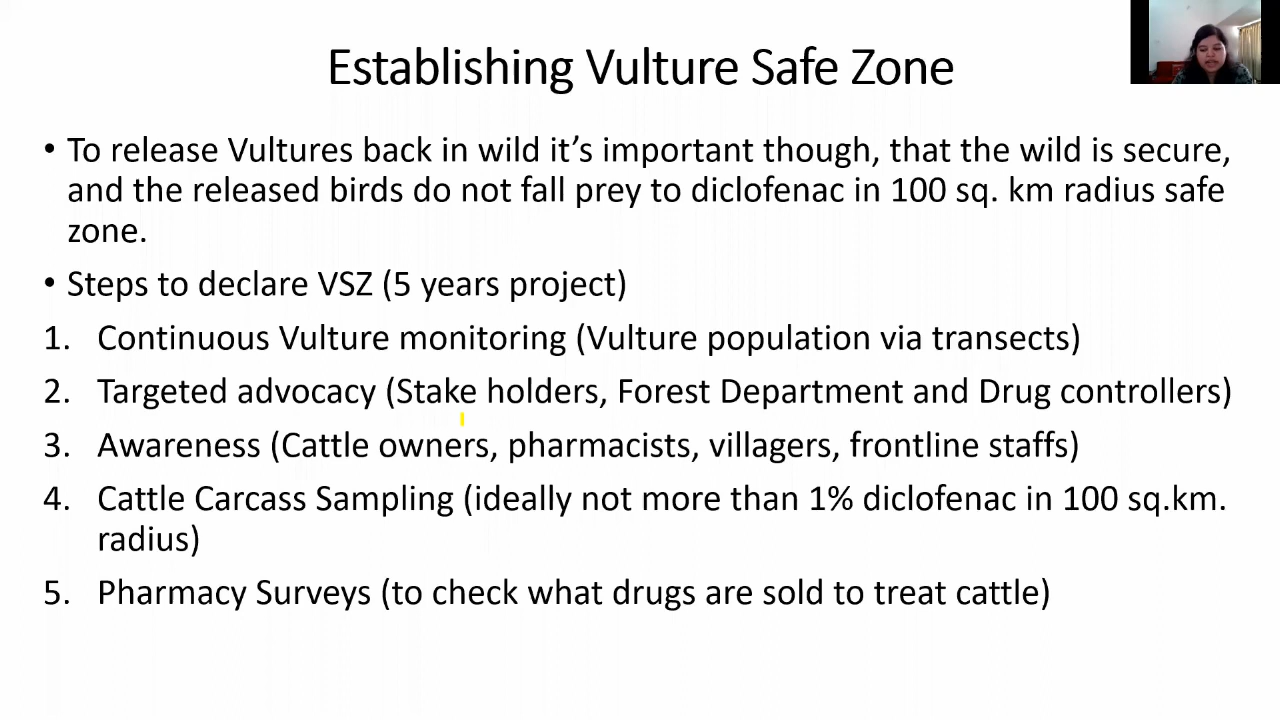 Establishing Vulture Safe Zone
• To release Vultures back in wild it’s important though, that the wild is secure,
and the released birds do not fall prey to diclofenac in 100 sq. km radius safe
zone.
• Steps to declare VSZ (5 years project)
1. Continuous Vulture monitoring (Vulture population via transects)
2. Targeted advocacy (Stake holders, Forest Department and Drug controllers)
3. Awareness (Cattle owners, pharmacists, villagers, frontline staffs)
4. Cattle Carcass Sampling (ideally not more than 1% diclofenac in 100 sq.km.
radius)
5. Pharmacy Surveys (to check what drugs are sold to treat cattle)